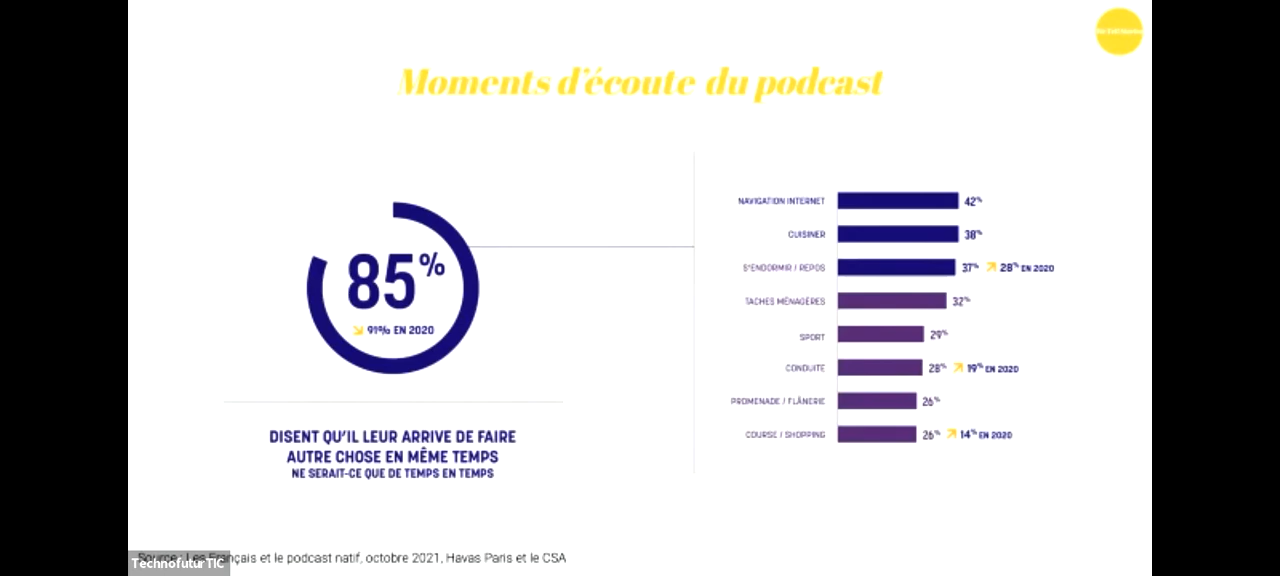 Moments d'écoute du podcast
85%
91% EN 2020
DISENT QU'IL LEUR ARRIVE DE FAIRE
AUTRE CHOSE EN MÊME TEMPS
NE SERAIT-CE QUE DE TEMPS EN TEMPS
NAVIGATION INTERNET 42%
CUISINER 38%
S'ENDORMIR / REPOS 37% 28% EN 2020
TACHES MÉNAGÈRES 32%
SPORT 29%
CONDUITE 28% 19% EN 2020
PROMENADE / FLÂNERIE 26%
COURSE / SHOPPING 26% 14% EN 2020
Source : Les Français et le podcast natif, octobre 2021, Havas Paris et le CSA
Technofutur TIC